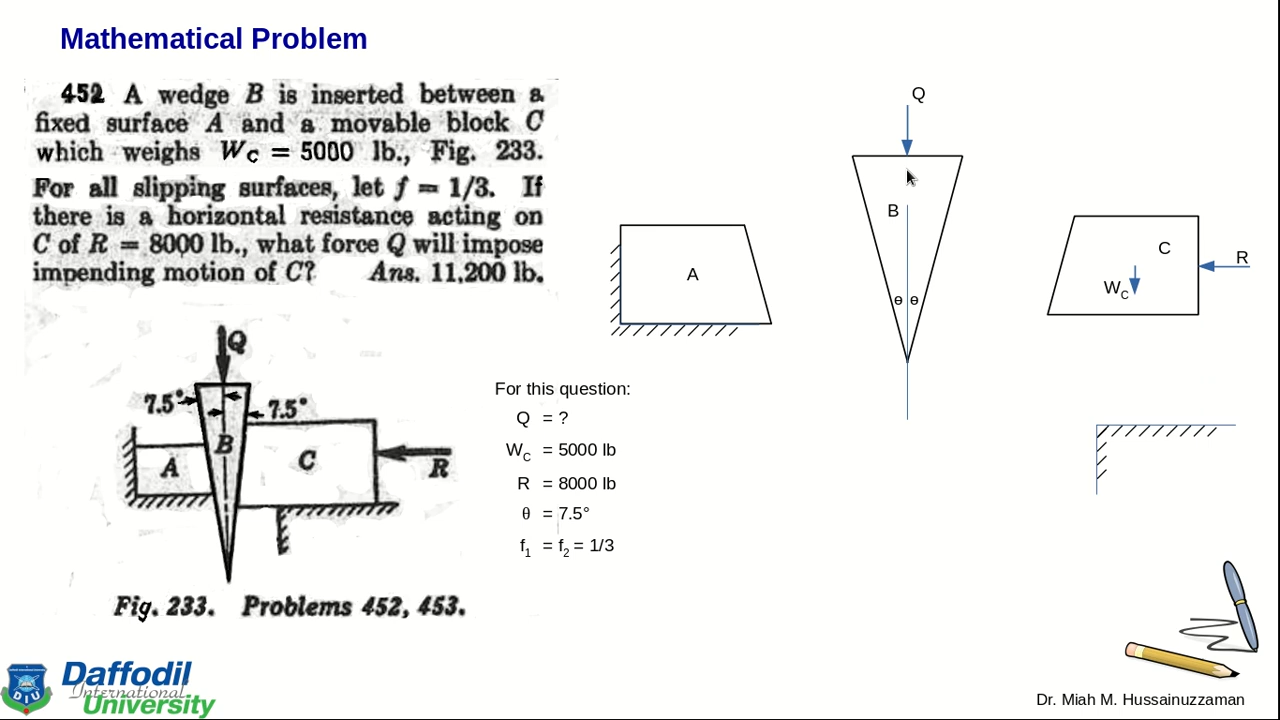 Mathematical Problem
452 A wedge B is inserted between a
fixed surface A and a movable block C
which weighs Wc = 5000 lb., Fig. 233.
For all slipping surfaces, let f = 1/3. If
there is a horizontal resistance acting on
C of R = 8000 lb., what force Q will impose
impending motion of C? Ans. 11,200 lb.
Q
7.5° 7.5°
B
A
C
R
Fig. 233. Problems 452, 453.
For this question:
Q = ?
WC = 5000 lb
R = 8000 lb
θ = 7.5°
f1 = f2 = 1/3
A
Q
B
θ θ
C
WC
R
Daffodil
International
University
DIU
Dr. Miah M. Hussainuzzaman